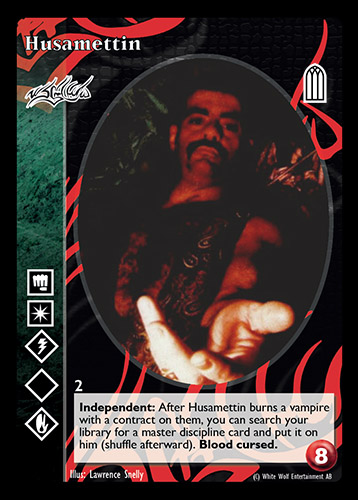 Husamettin
2
Independent: After Husamettin burns a vampire
with a contract on them, you can search your
library for a master discipline card and put it on
him (shuffle afterward). Blood cursed.
8
Illus: Lawrence Snelly
(C) White Wolf Entertainment AB